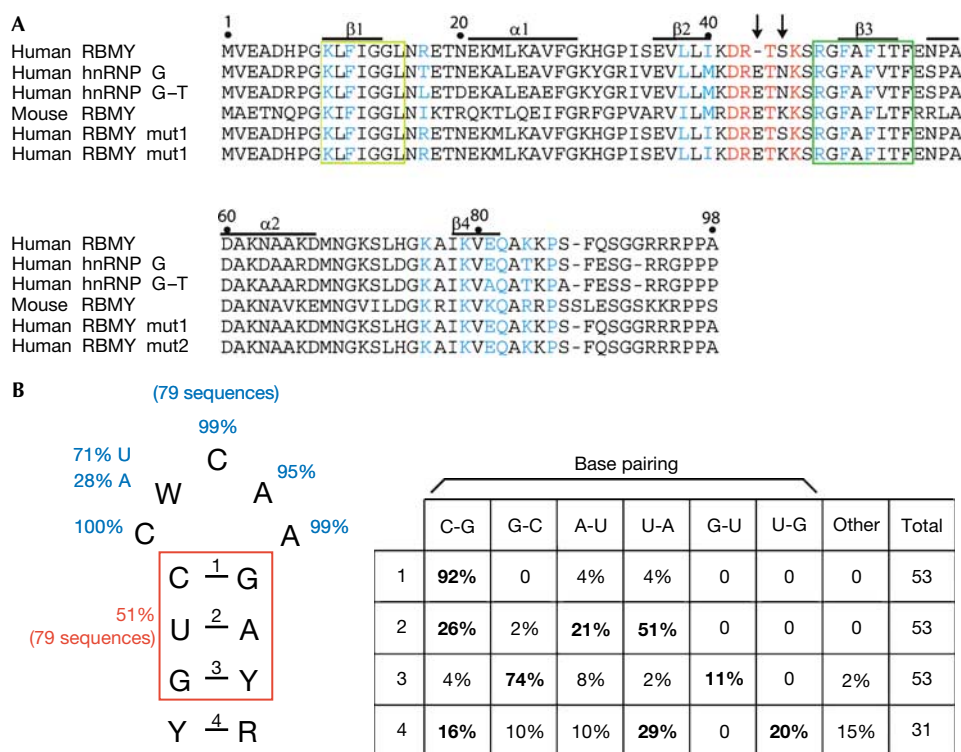 A
β1 α1 β2 β3
1 20 40
Human RBMY MVEADHPGKLFIGGLNRETNEKMLKAVFGKHGPISEVLLIKDR-TSKSRGFAFITFENPA
Human hnRNP G MVEADRPGKLFIGGLNTETNEKALEAVFGKYGRIVEVLLMKDRETNKSRGFAFVTFESPA
Human hnRNP G-T MVEADRPGKLFIGGLNLETDEKALEAEFGKYGRIVEVLLMKDRETNKSRGFAFVTFESPA
Mouse RBMY MAETNQPGKIFIGGLNIKTRQKTLQEIFGRFGPVARVILMRDRETKKSRGFAFLTFRRLA
Human RBMY mut1 MVEADHPGKLFIGGLNRETNEKMLKAVFGKHGPISEVLLIKDRETSKSRGFAFITFENPA
Human RBMY mut1 MVEADHPGKLFIGGLNRETNEKMLKAVFGKHGPISEVLLIKDRETKKSRGFAFITFENPA
60 α2 β4 80 98
Human RBMY DAKNAAKDMNGKSLHGKAIKVEQAKKPS-FQSGGRRRPPA
Human hnRNP G DAKDAARDMNGKSLDGKAIKVEQATKPS-FESG-RRGPPP
Human hnRNP G-T DAKAAARDMNGKSLDGKAIKVAQATKPA-FESS-RRGPPP
Mouse RBMY DAKNAVKEMNGVILDGKRIKVKQARRPSSLESGSKKRPPS
Human RBMY mut1 DAKNAAKDMNGKSLHGKAIKVEQAKKPS-FQSGGRRRPPA
Human RBMY mut2 DAKNAAKDMNGKSLHGKAIKVEQAKKPS-FQSGGRRRPPA
B
(79 sequences)
99%
71% U C 95%
28% A W A
100% C A 99%
C 1 G
51% U 2 A
(79 sequences)
G 3 Y
Y 4 R
Base pairing
C-G G-C A-U U-A G-U U-G Other Total
1 92% 0 4% 4% 0 0 0 53
2 26% 2% 21% 51% 0 0 0 53
3 4% 74% 8% 2% 11% 0 2% 53
4 16% 10% 10% 29% 0 20% 15% 31